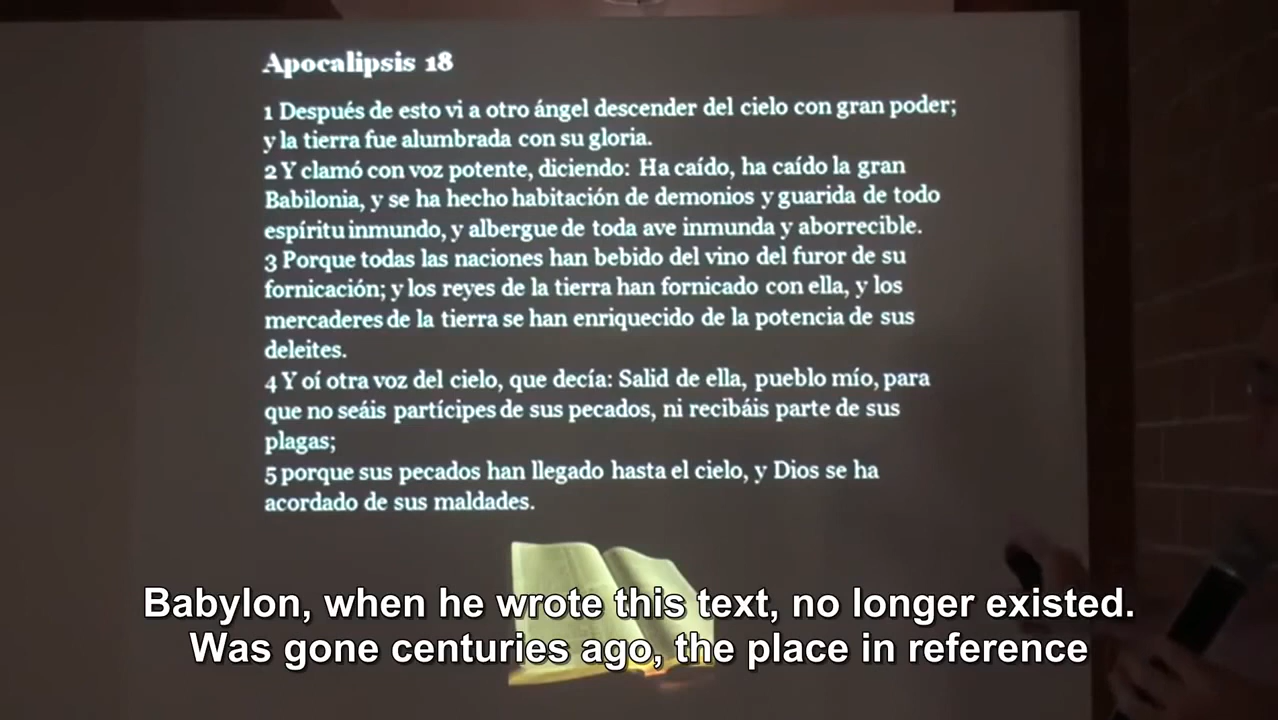 Apocalipsis 18
1 Después de esto vi a otro ángel descender del cielo con gran poder;
y la tierra fue alumbrada con su gloria.
2 Y clamó con voz potente, diciendo: Ha caído, ha caído la gran
Babilonia, y se ha hecho habitación de demonios y guarida de todo
espíritu inmundo, y albergue de toda ave inmunda y aborrecible.
3 Porque todas las naciones han bebido del vino del furor de su
fornicación; y los reyes de la tierra han fornicado con ella, y los
mercaderes de la tierra se han enriquecido de la potencia de sus
deleites.
4 Y oí otra voz del cielo, que decía: Salid de ella, pueblo mío, para
que no seáis partícipes de sus pecados, ni recibáis parte de sus
plagas;
5 porque sus pecados han llegado hasta el cielo, y Dios se ha
acordado de sus maldades.
Babylon, when he wrote this text, no longer existed.
Was gone centuries ago, the place in reference